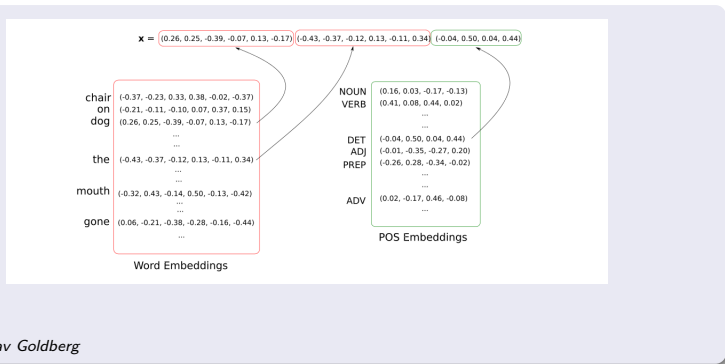 x = (0.26, 0.25, -0.39, -0.07, 0.13, -0.17) (-0.43, -0.37, -0.12, 0.13, -0.11, 0.34) (-0.04, 0.50, 0.04, 0.44)
chair (-0.37, -0.23, 0.33, 0.38, -0.02, -0.37)
on (-0.21, -0.11, -0.10, 0.07, 0.37, 0.15)
dog (0.26, 0.25, -0.39, -0.07, 0.13, -0.17)
...
...
the (-0.43, -0.37, -0.12, 0.13, -0.11, 0.34)
...
...
mouth (-0.32, 0.43, -0.14, 0.50, -0.13, -0.42)
...
...
gone (0.06, -0.21, -0.38, -0.28, -0.16, -0.44)
...
Word Embeddings
NOUN (0.16, 0.03, -0.17, -0.13)
VERB (0.41, 0.08, 0.44, 0.02)
...
...
DET (-0.04, 0.50, 0.04, 0.44)
ADJ (-0.01, -0.35, -0.27, 0.20)
PREP (-0.26, 0.28, -0.34, -0.02)
...
...
ADV (0.02, -0.17, 0.46, -0.08)
...
POS Embeddings
Goldberg